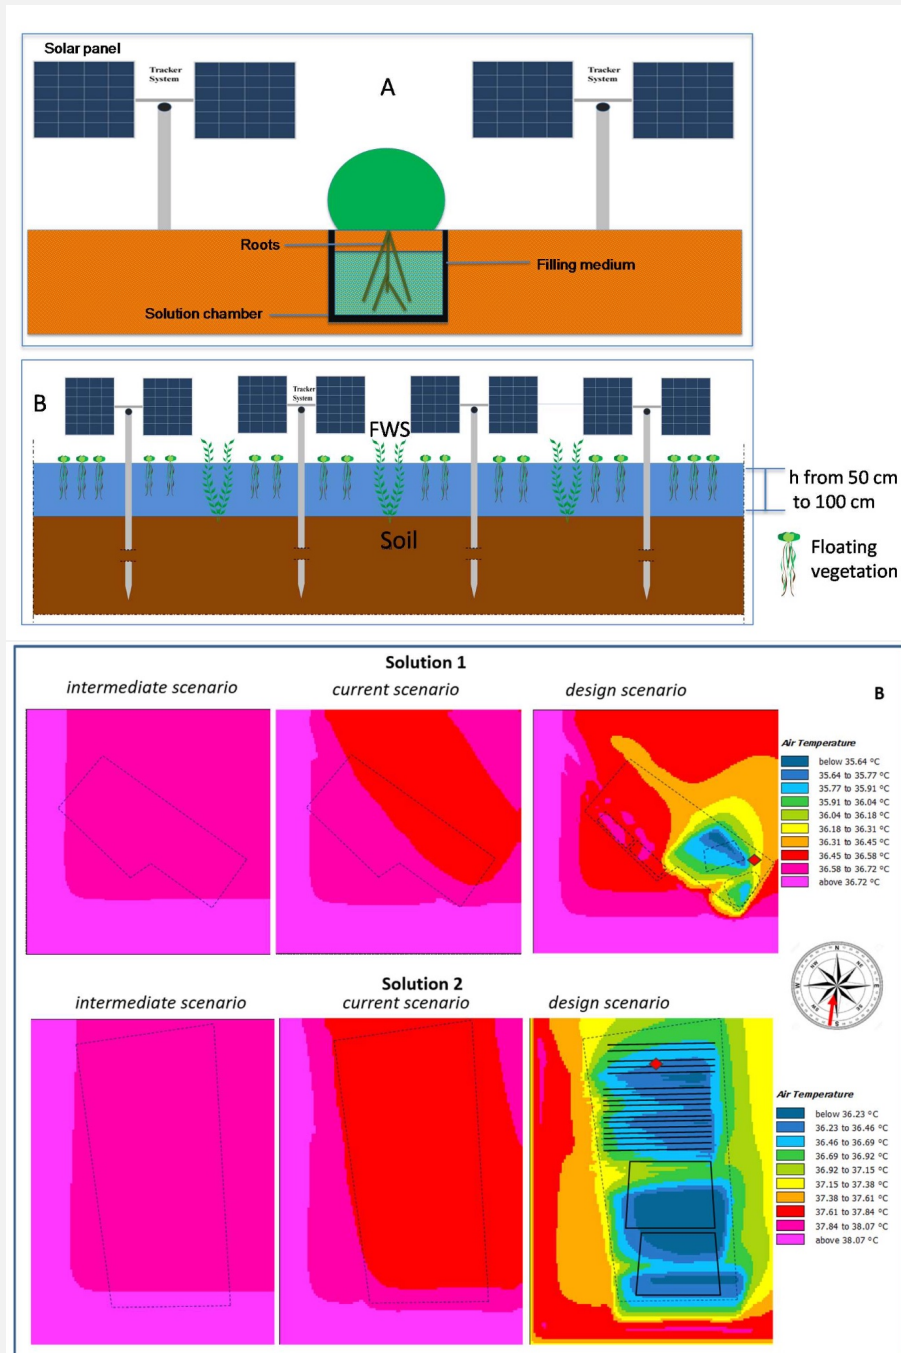 Solar panel
Tracker
System
A
Tracker
System
Roots
Filling medium
Solution chamber
B
Tracker
System
FWS
h from 50 cm
to 100 cm
Soil
Floating
vegetation
Solution 1
intermediate scenario
current scenario
design scenario
B
Air Temperature
below 35.64 °C
35.64 to 35.77 °C
35.77 to 35.91 °C
35.91 to 36.04 °C
36.04 to 36.18 °C
36.18 to 36.31 °C
36.31 to 36.45 °C
36.45 to 36.58 °C
36.58 to 36.72 °C
above 36.72 °C
N
NW
NE
W
E
S
Solution 2
intermediate scenario
current scenario
design scenario
Air Temperature
below 36.23 °C
36.23 to 36.46 °C
36.46 to 36.69 °C
36.69 to 36.92 °C
36.92 to 37.15 °C
37.15 to 37.38 °C
37.38 to 37.61 °C
37.61 to 37.84 °C
37.84 to 38.07 °C
above 38.07 °C